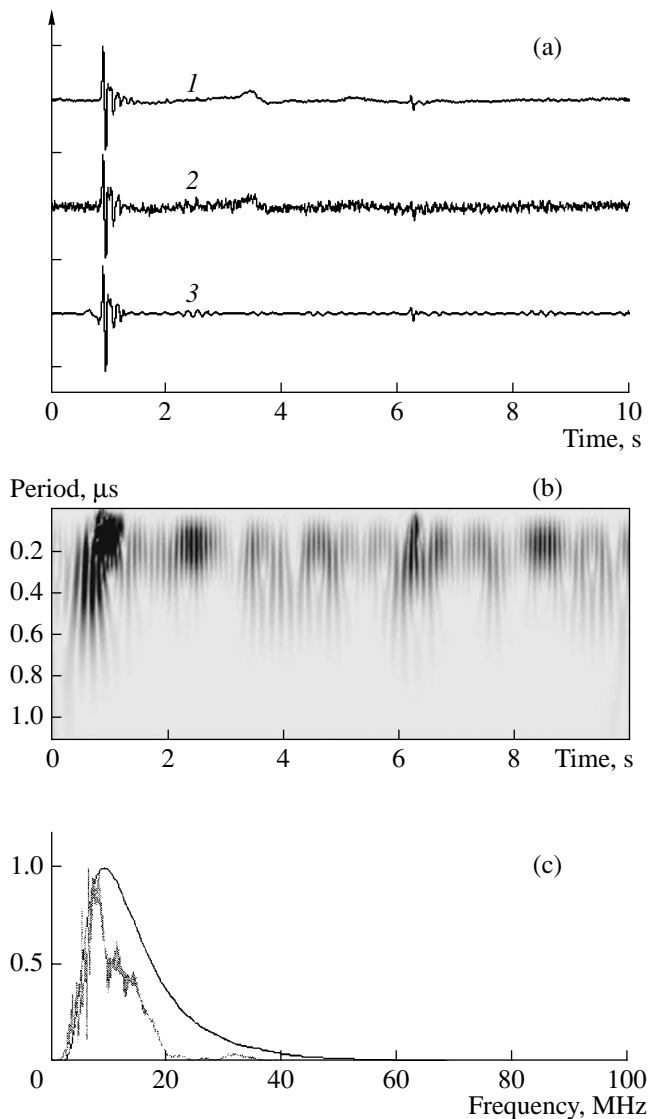 (a)
1
2
3
0 2 4 6 8 10
Time, s
Period, μs (b)
0.2
0.4
0.6
0.8
1.0
0 2 4 6 8 Time, s
(c)
1.0
0.5
0 20 40 60 80 100
Frequency, MHz